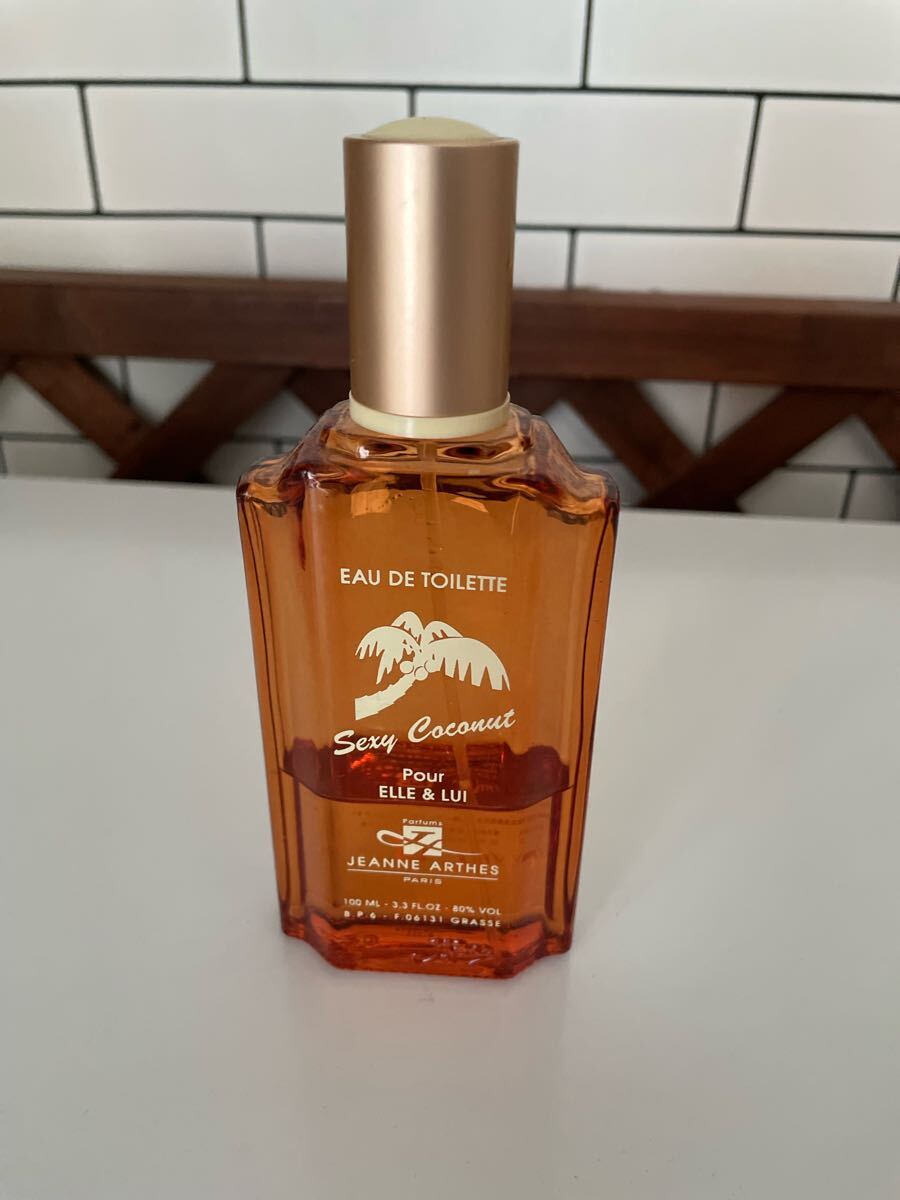 EAU DE TOILETTE
Sexy Coconut
Pour
ELLE & LUI
Parfums
JEANNE ARTHES
PARIS
100 ML - 3.3 FL.OZ - 80% VOL
B.P.6 - F.06131 GRASSE